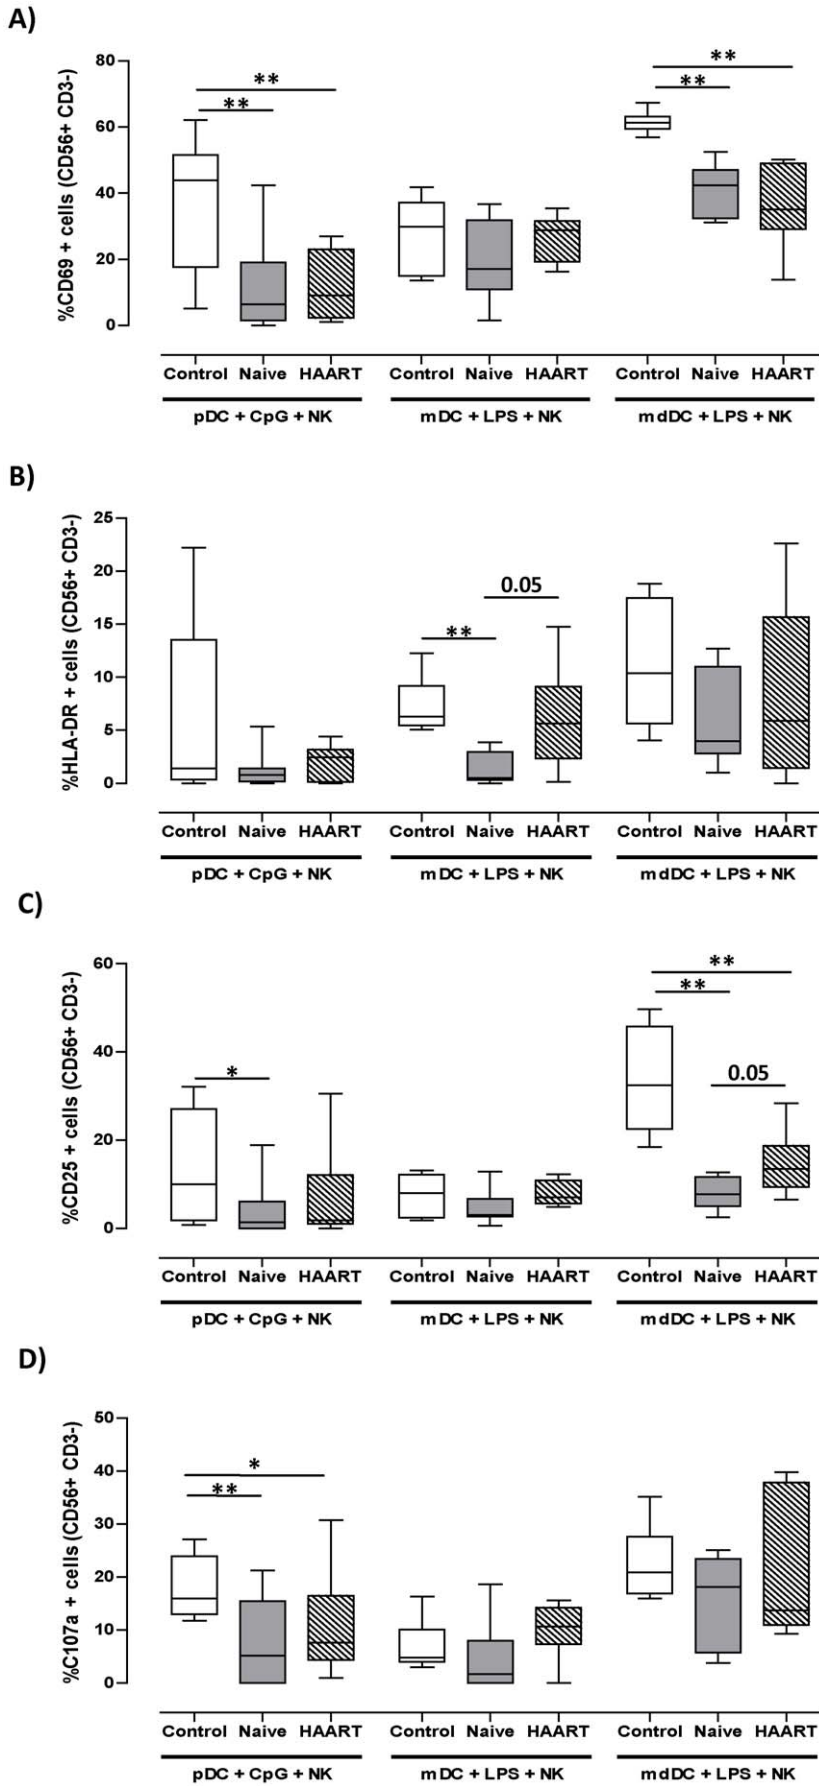 A)
%CD69 + cells (CD56+ CD3-)
80
60
40
20
0
**
**
**
**
Control Naive HAART Control Naive HAART Control Naive HAART
pDC + CpG + NK mDC + LPS + NK mdDC + LPS + NK
B)
%HLA-DR + cells (CD56+ CD3-)
25
20
15
10
5
0
**
0.05
Control Naive HAART Control Naive HAART Control Naive HAART
pDC + CpG + NK mDC + LPS + NK mdDC + LPS + NK
C)
%CD25 + cells (CD56+ CD3-)
60
40
20
0
*
**
**
0.05
Control Naive HAART Control Naive HAART Control Naive HAART
pDC + CpG + NK mDC + LPS + NK mdDC + LPS + NK
D)
%C107a + cells (CD56+ CD3-)
50
40
30
20
10
0
*
**
Control Naive HAART Control Naive HAART Control Naive HAART
pDC + CpG + NK mDC + LPS + NK mdDC + LPS + NK